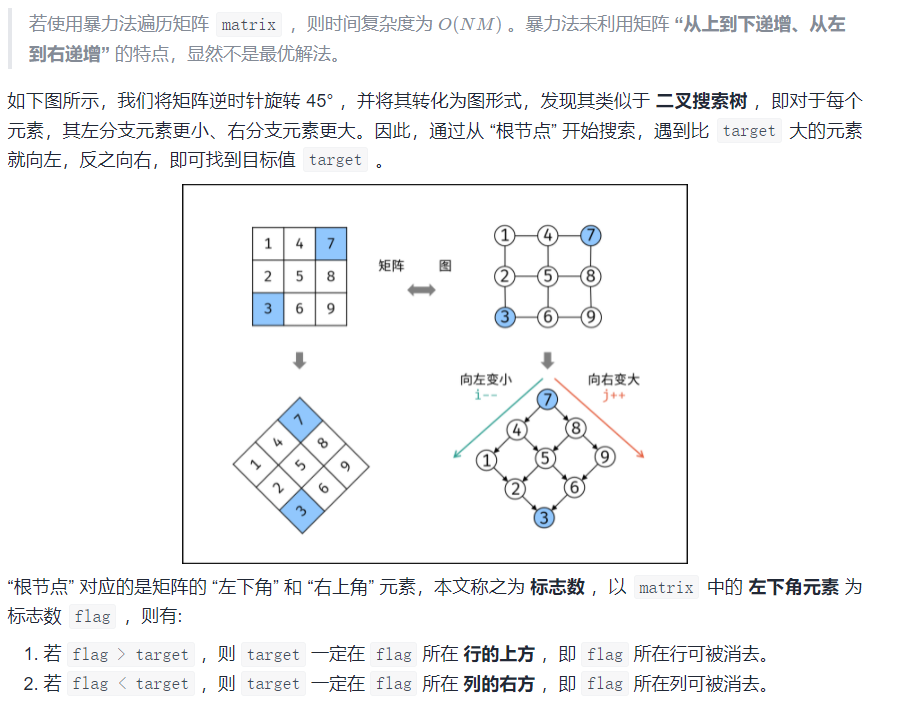 若使用暴力法遍历矩阵 matrix ，则时间复杂度为 O(NM) 。暴力法未利用矩阵 “从上到下递增、从左
到右递增” 的特点，显然不是最优解法。
如下图所示，我们将矩阵逆时针旋转 45° ，并将其转化为图形式，发现其类似于 二叉搜索树 ，即对于每个
元素，其左分支元素更小、右分支元素更大。因此，通过从 “根节点” 开始搜索，遇到比 target 大的元素
就向左，反之向右，即可找到目标值 target 。
1 4 7
2 5 8
3 6 9
矩阵 图
1 4 7
2 5 8
3 6 9
7
4 8
1 5 9
2 6
3
向左变小
i--
向右变大
j++
7
4 8
1 5 9
2 6
3
“根节点” 对应的是矩阵的 “左下角” 和 “右上角” 元素，本文称之为 标志数 ，以 matrix 中的 左下角元素 为
标志数 flag ，则有:
1. 若 flag > target ，则 target 一定在 flag 所在 行的上方 ，即 flag 所在行可被消去。
2. 若 flag < target ，则 target 一定在 flag 所在 列的右方 ，即 flag 所在列可被消去。